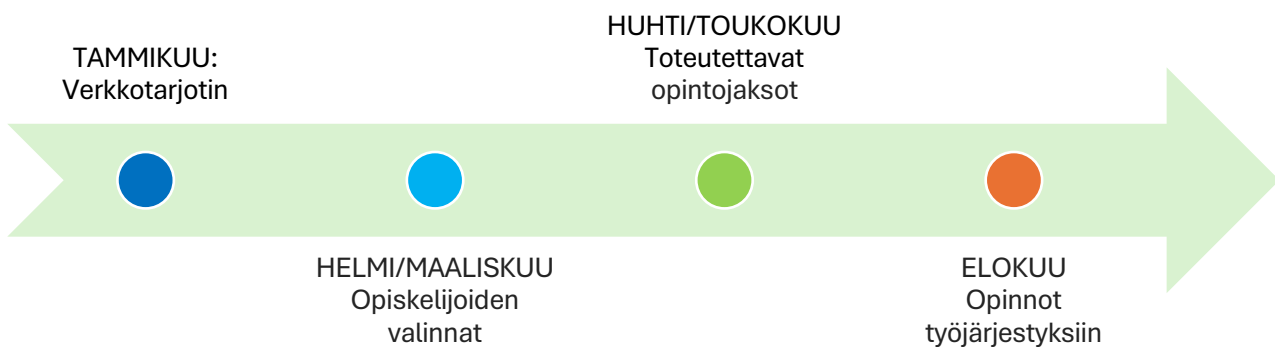 TAMMIKUU:
Verkkotarjotin
HELMI/MAALISKUU
Opiskelijoiden
valinnat
HUHTI/TOUKOKUU
Toteutettavat
opintojaksot
ELOKUU
Opinnot
työjärjestyksiin